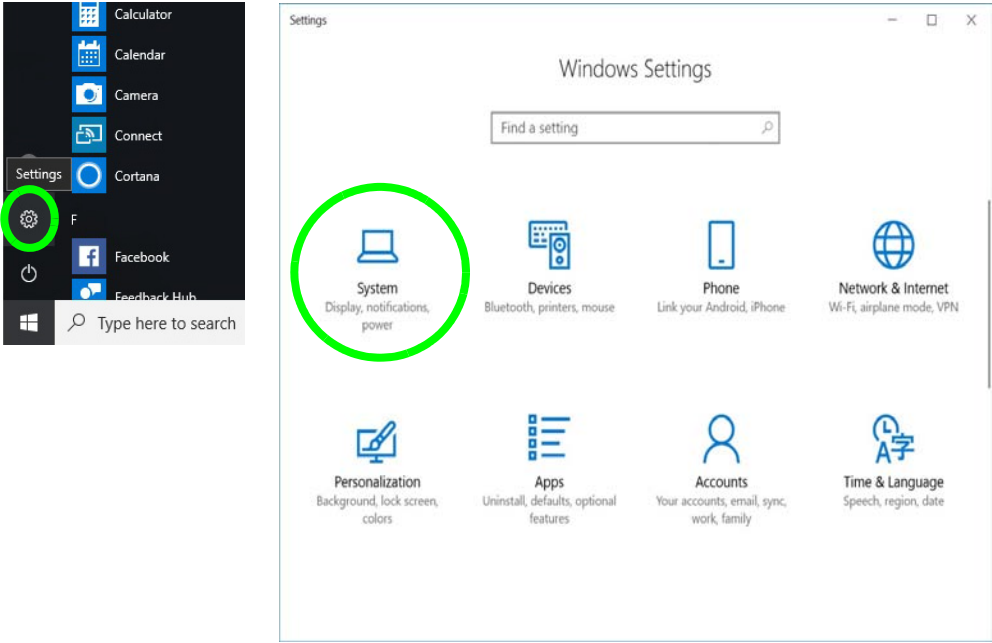 Calculator
Calendar
Camera
Connect
Settings
Cortana
F
Facebook
Feedback Hub
Type here to search
Settings
Windows Settings
Find a setting
System
Display, notifications,
power
Devices
Bluetooth, printers, mouse
Phone
Link your Android, iPhone
Network & Internet
Wi-Fi, airplane mode, VPN
Personalization
Background, lock screen,
colors
Apps
Uninstall, defaults, optional
features
Accounts
Your accounts, email, sync,
work, family
Time & Language
Speech, region, date